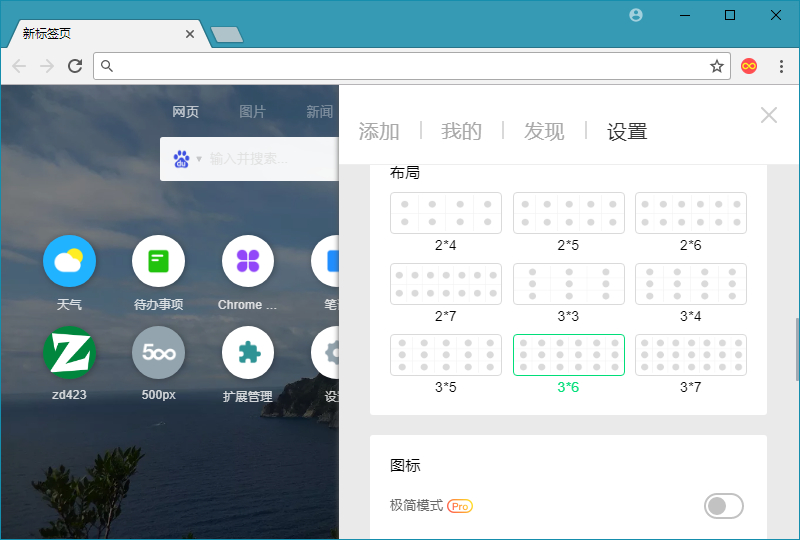 新标签页
网页 图片 新闻
du 输入并搜索...
天气 待办事项 Chrome ...
zd423 500px 扩展管理
添加 我的 发现 设置
布局
2*4 2*5 2*6
2*7 3*3 3*4
3*5 3*6 3*7
图标
极简模式 Pro